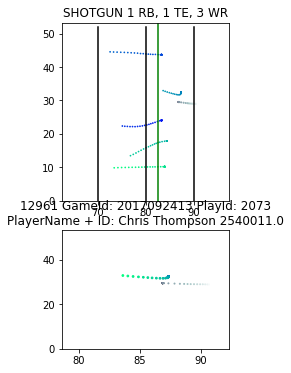 SHOTGUN 1 RB, 1 TE, 3 WR
50
40
30
20
10
0
70 80 90
12961 GameId: 2017092413 PlayId: 2073
PlayerName + ID: Chris Thompson 2540011.0
40
20
0
80 85 90